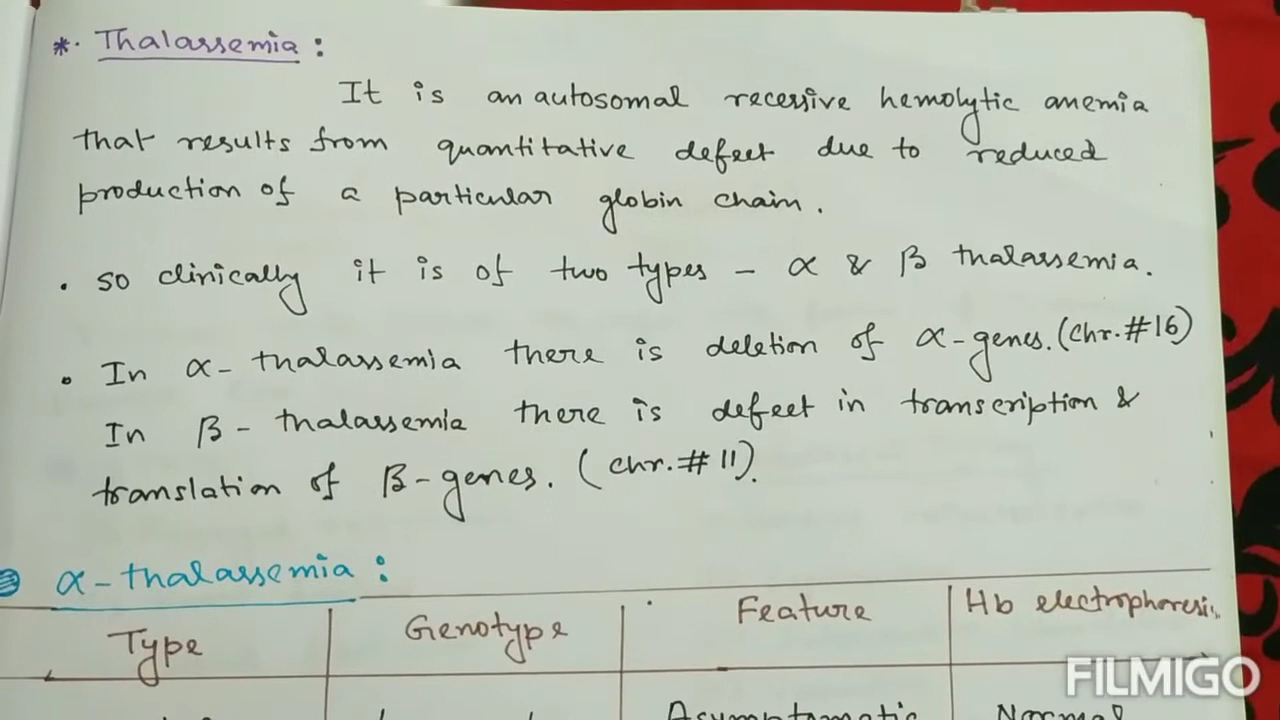 *. Thalassemia :
It is an autosomal recessive hemolytic anemia
that results from quantitative defect due to reduced
production of a particular globin chain.
. so clinically it is of two types - α & β thalassemia.
. In α- thalassemia there is deletion of α-genes. (chr.#16)
In β- thalassemia there is defect in transcription &
translation of β-genes. (chr.#11).
α-thalassemia :
Type Genotype Feature Hb electrophoresis
Asymptomatic Normal
FILMIGO